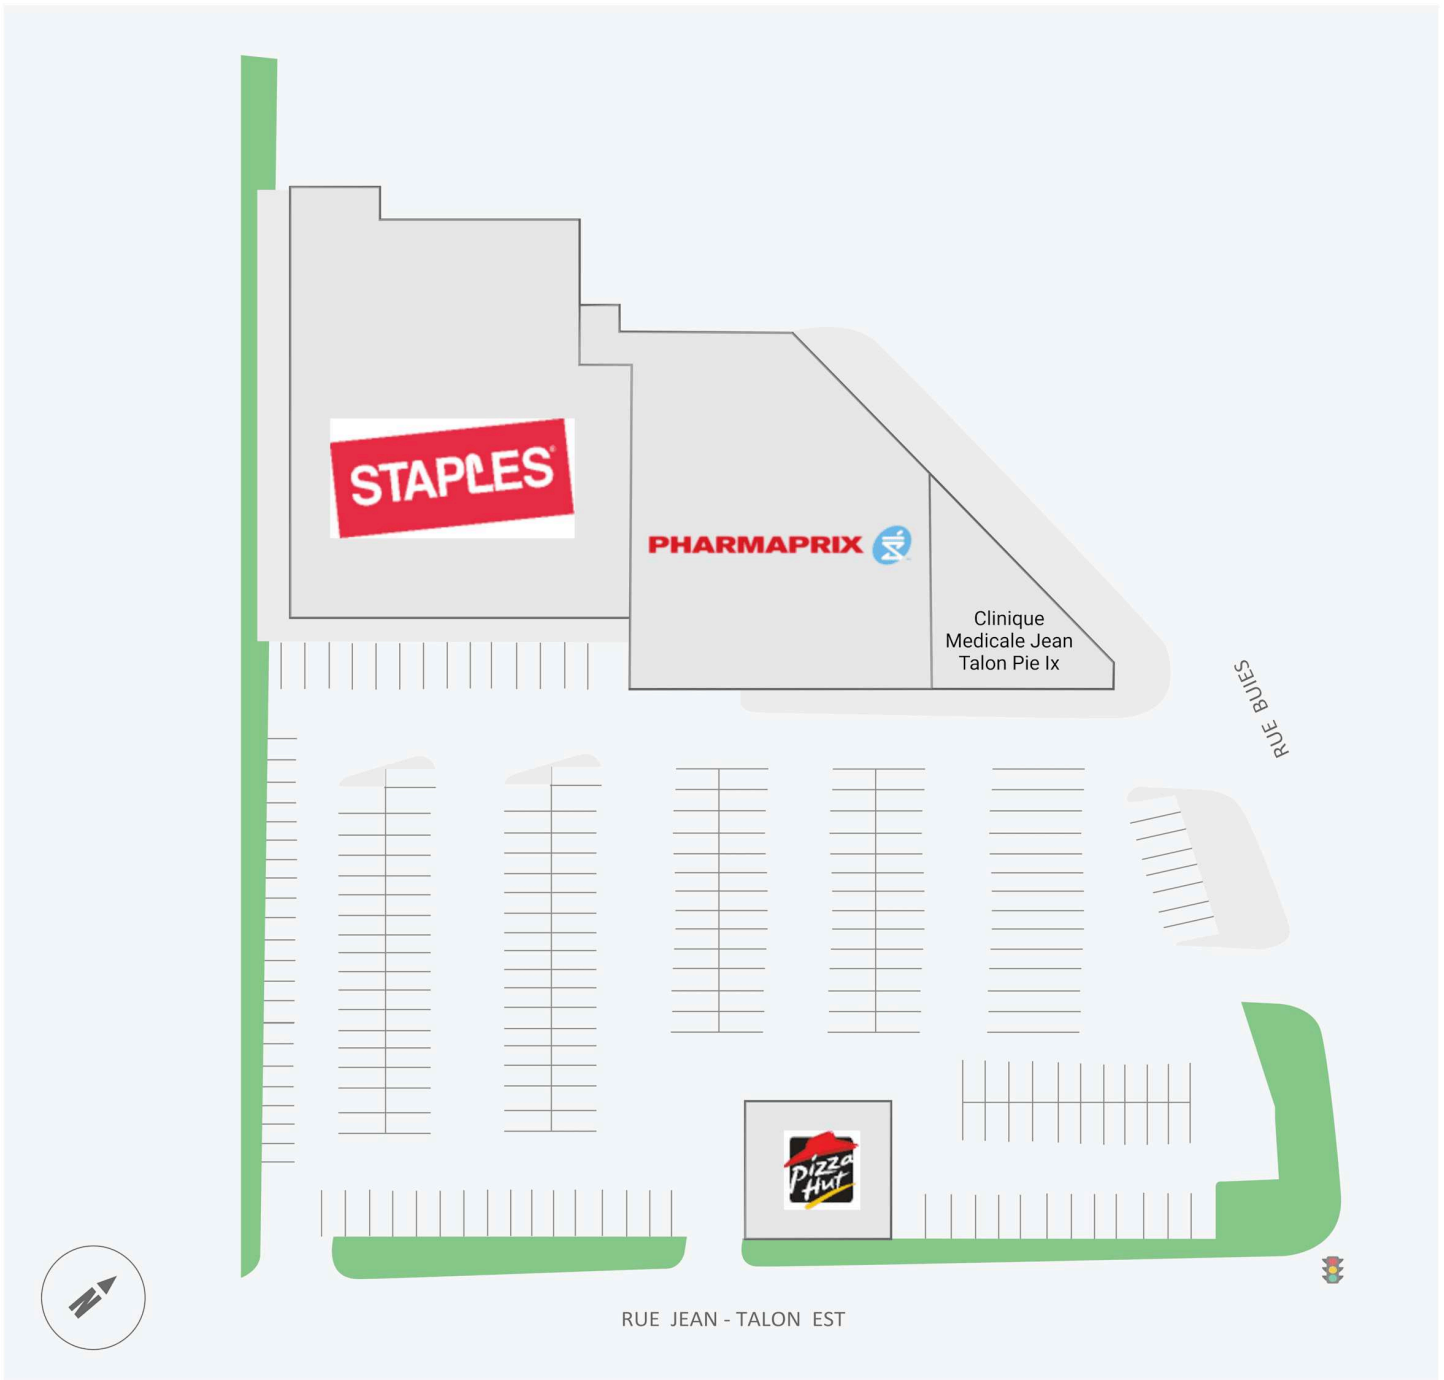 STAPLES
PHARMAPRIX
Clinique
Medicale Jean
Talon Pie Ix
RUE BUIES
Pizza
Hut
N
RUE JEAN - TALON EST